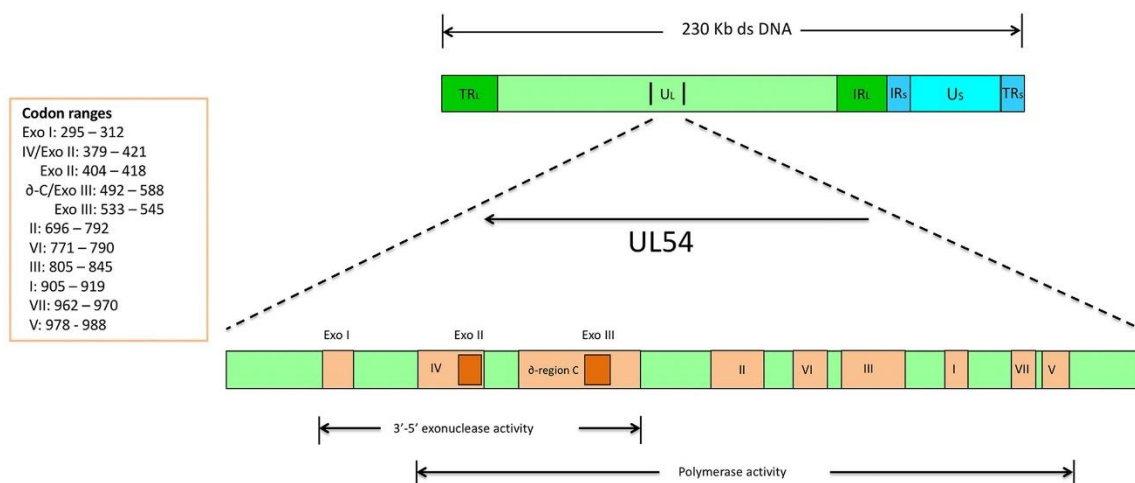 230 Kb ds DNA
TRL UL IRL IRS US TRS
Codon ranges
Exo I: 295 – 312
IV/Exo II: 379 – 421
Exo II: 404 – 418
∂-C/Exo III: 492 – 588
Exo III: 533 – 545
II: 696 – 792
VI: 771 – 790
III: 805 – 845
I: 905 – 919
VII: 962 – 970
V: 978 - 988
UL54
Exo I Exo II Exo III
IV ∂-region C II VI III I VII V
3’-5’ exonuclease activity
Polymerase activity